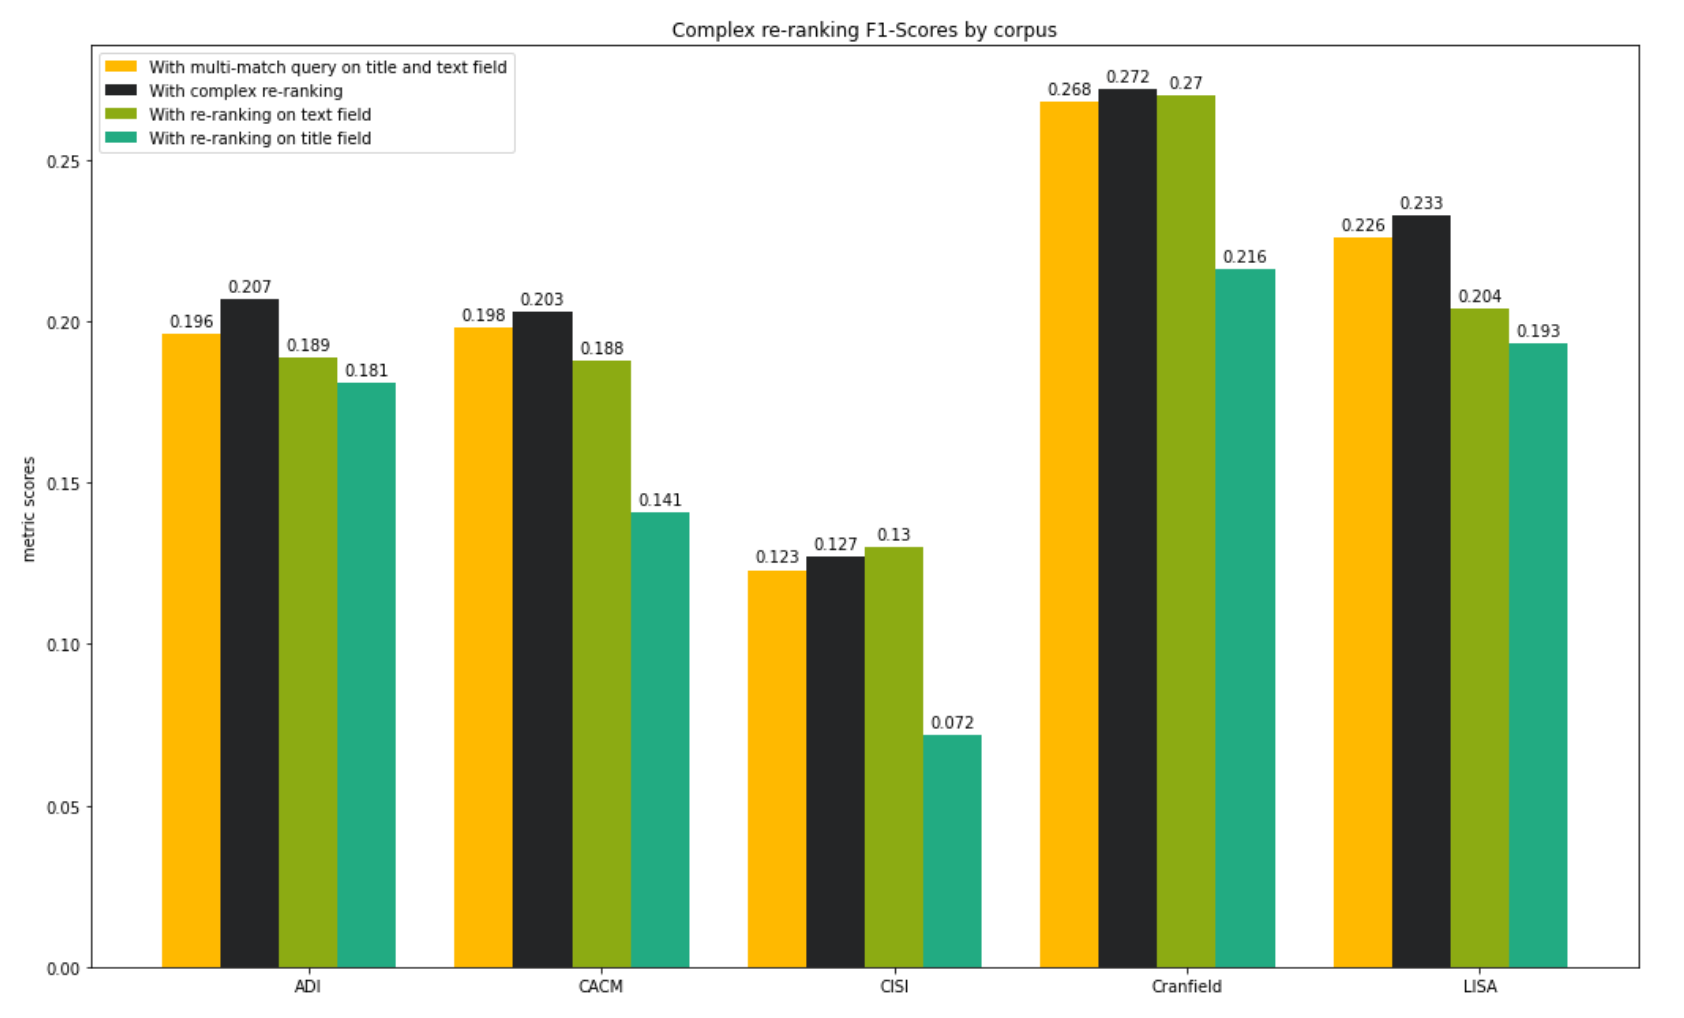 Complex re-ranking F1-Scores by corpus
With multi-match query on title and text field
With complex re-ranking
With re-ranking on text field
With re-ranking on title field
metric scores
0.25
0.20
0.15
0.10
0.05
0.00
0.196
0.207
0.189
0.181
0.198
0.203
0.188
0.141
0.123
0.127
0.13
0.072
0.268
0.272
0.27
0.216
0.226
0.233
0.204
0.193
ADI
CACM
CISI
Cranfield
LISA